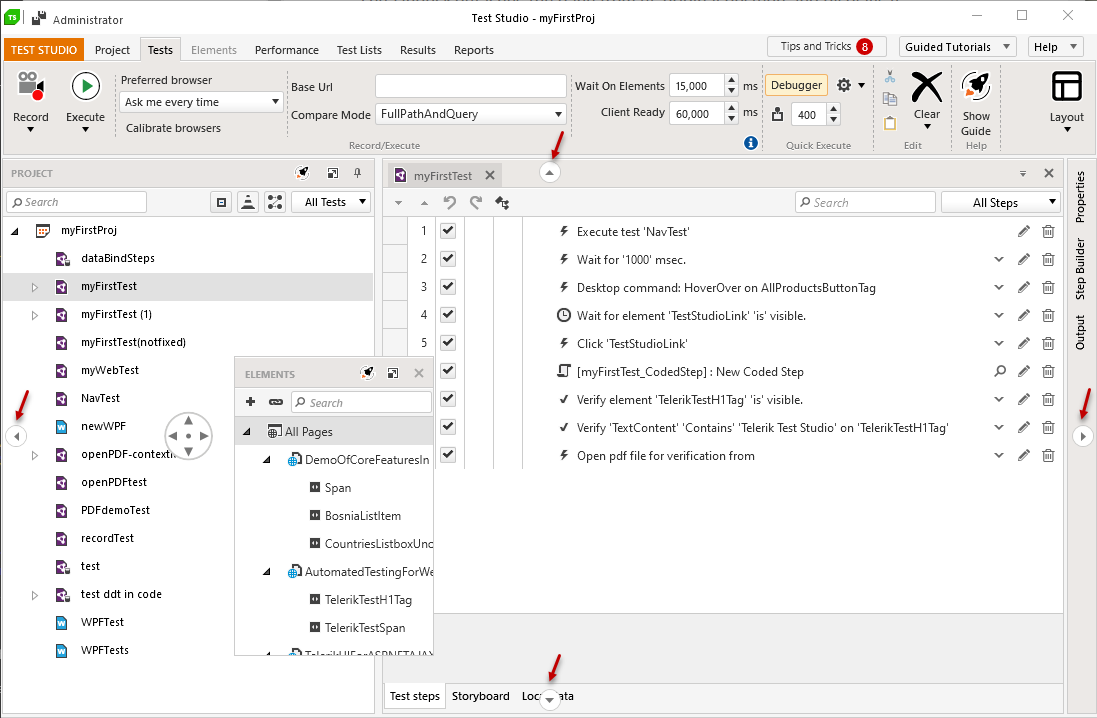 TS
Administrator
Test Studio - myFirstProj
TEST STUDIO Project Tests Elements Performance Test Lists Results Reports
Tips and Tricks 8 Guided Tutorials Help
Record
Execute
Preferred browser
Ask me every time
Calibrate browsers
Base Url
Compare Mode FullPathAndQuery
Wait On Elements 15,000 ms
Client Ready 60,000 ms
Record/Execute
Debugger
400
Quick Execute
Clear
Edit
Show
Guide
Help
Layout
PROJECT
Search
All Tests
myFirstProj
dataBindSteps
myFirstTest
myFirstTest (1)
myFirstTest(notfixed)
myWebTest
NavTest
newWPF
openPDFtest
PDFdemoTest
recordTest
test
test ddt in code
WPFTest
WPFTests
ELEMENTS
Search
All Pages
DemoOfCoreFeaturesIn
Span
BosniaListItem
CountriesListboxUnc
AutomatedTestingForWe
TelerikTestH1Tag
TelerikTestSpan
myFirstTest
Search
All Steps
1 Execute test 'NavTest'
2 Wait for '1000' msec.
3 Desktop command: HoverOver on AllProductsButtonTag
4 Wait for element 'TestStudioLink' 'is' visible.
5 Click 'TestStudioLink'
[myFirstTest_CodedStep] : New Coded Step
Verify element 'TelerikTestH1Tag' 'is' visible.
Verify 'TextContent' 'Contains' 'Telerik Test Studio' on 'TelerikTestH1Tag'
Open pdf file for verification from
Test steps Storyboard
Properties
Step Builder
Output